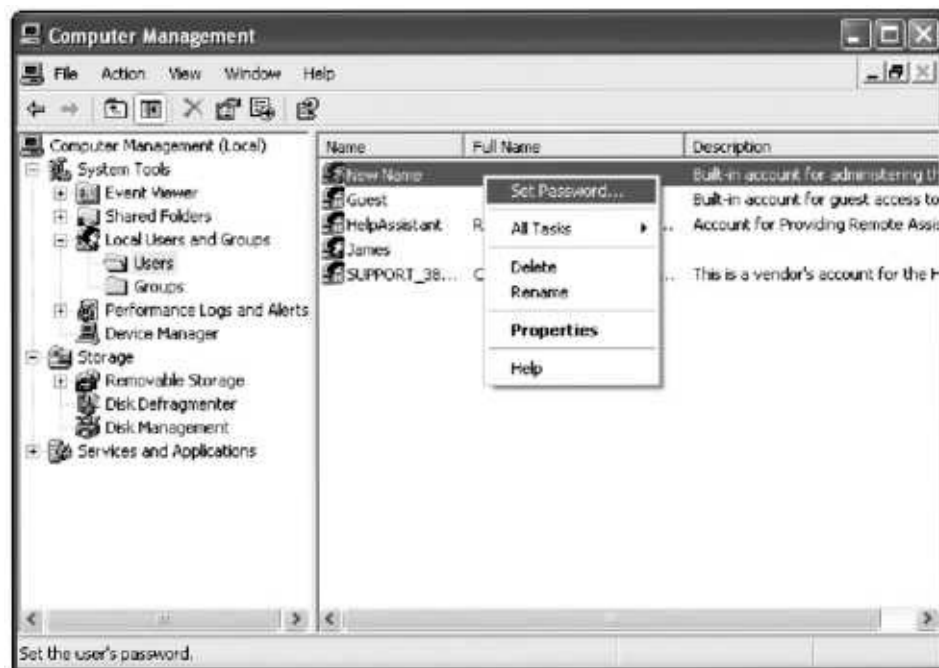 Computer Management
File Action View Window Help
Computer Management (Local)
System Tools
Event Viewer
Shared Folders
Local Users and Groups
Users
Groups
Performance Logs and Alerts
Device Manager
Storage
Removable Storage
Disk Defragmenter
Disk Management
Services and Applications
Name Full Name Description
New Name Built-in account for administering th
Guest Built-in account for guest access to
HelpAssistant R ... Account for Providing Remote Assis
James
SUPPORT_38... C ... This is a vendor's account for the H
Set Password...
All Tasks
Delete
Rename
Properties
Help
Set the user's password.